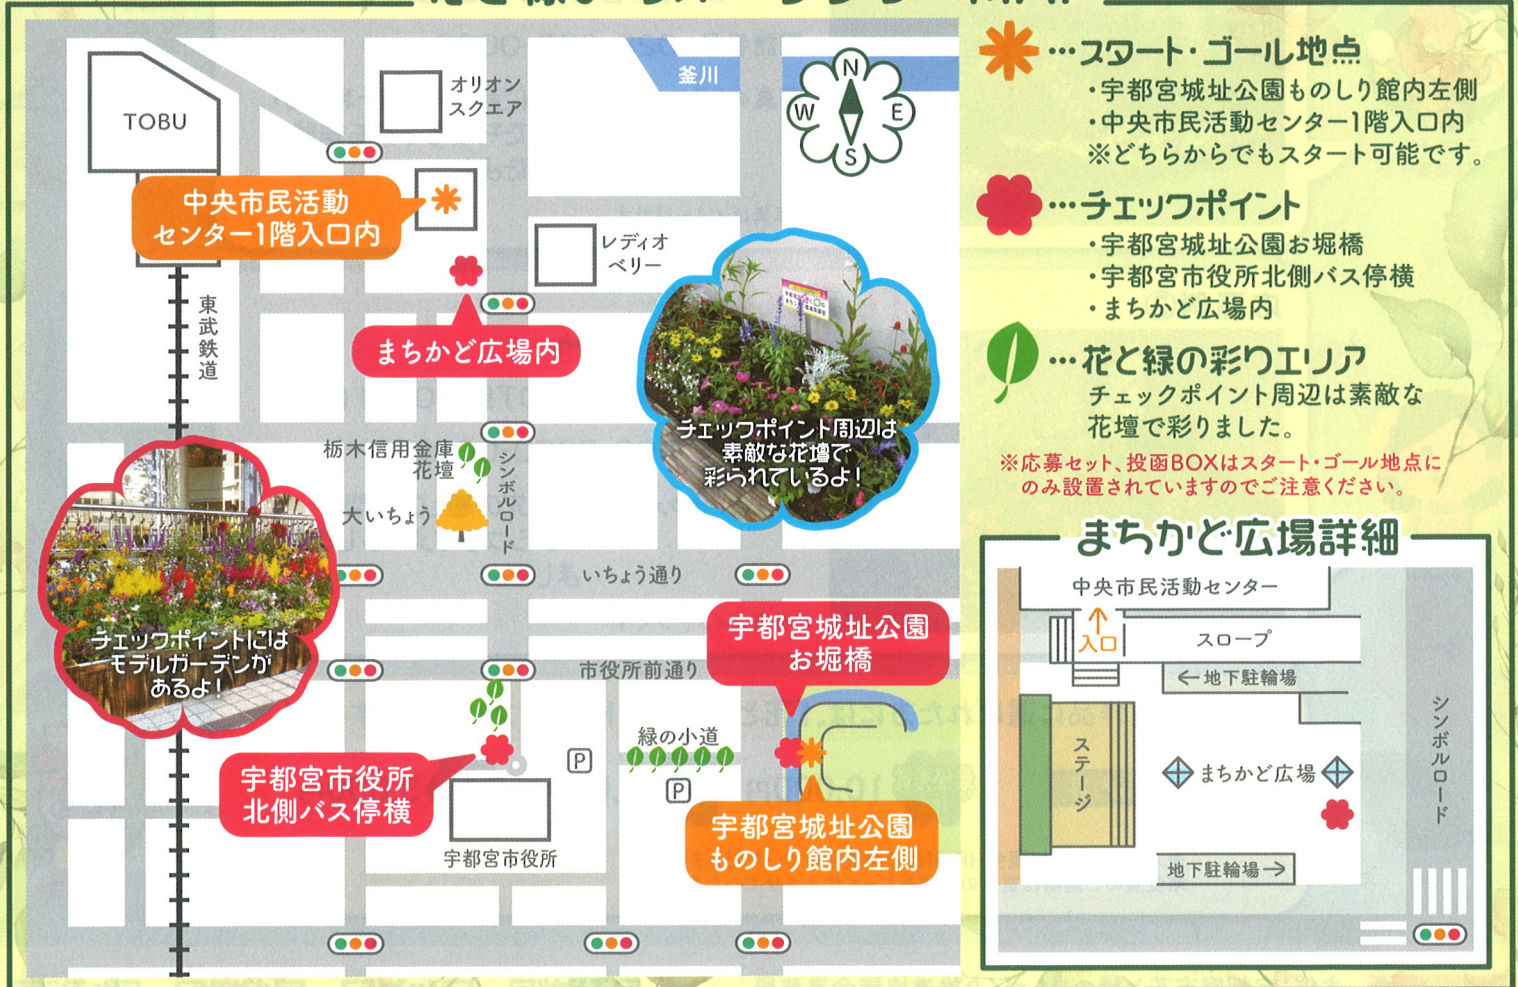 TOBU
オリオン
スクエア
釜川
N
W
E
S
中央市民活動
センター1階入口内
レディオ
ベリー
東武鉄道
まちかど広場内
栃木信用金庫
花壇
シンボルロード
大いちょう
チェックポイント周辺は
素敵な花壇で
彩られているよ!
いちょう通り
チェックポイントには
モデルガーデンが
あるよ!
宇都宮城址公園
お堀橋
市役所前通り
緑の小道
P
P
宇都宮市役所
北側バス停横
宇都宮市役所
宇都宮城址公園
ものしり館内左側
…スタート・ゴール地点
・宇都宮城址公園ものしり館内左側
・中央市民活動センター1階入口内
※どちらからでもスタート可能です。
…チェックポイント
・宇都宮城址公園お堀橋
・宇都宮市役所北側バス停横
・まちかど広場内
…花と緑の彩りエリア
チェックポイント周辺は素敵な
花壇で彩りました。
※応募セット、投函BOXはスタート・ゴール地点に
のみ設置されていますのでご注意ください。
まちかど広場詳細
中央市民活動センター
入口
スロープ
←地下駐輪場
ステージ
まちかど広場
シンボルロード
地下駐輪場→